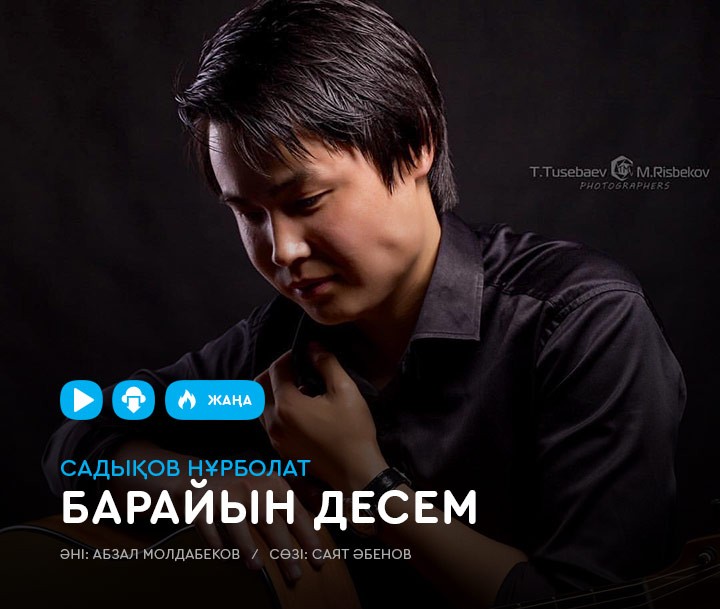 T.Tusebaev M.Risbekov
PHOTOGRAPHERS
ЖАҢА
САДЫҚОВ НҰРБОЛАТ
БАРАЙЫН ДЕСЕМ
ӘНІ: АБЗАЛ МОЛДАБЕКОВ / СӨЗІ: САЯТ ӘБЕНОВ